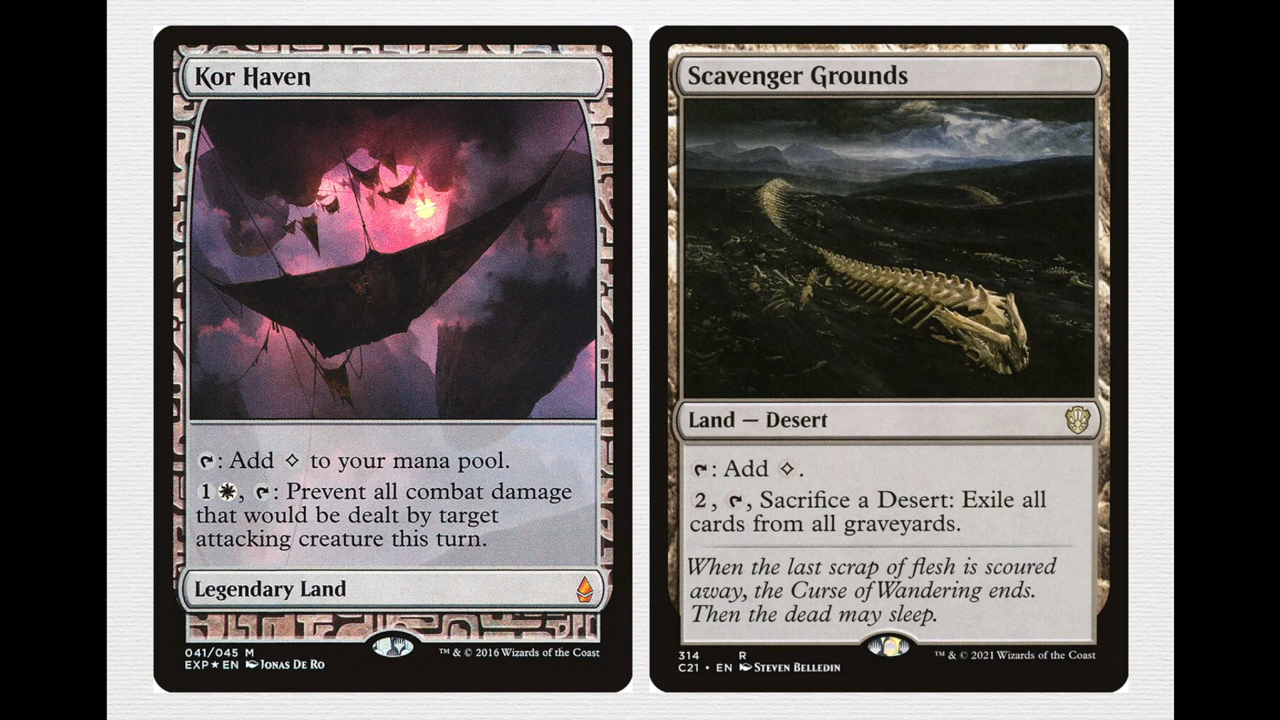 Kor Haven
: Add to your mana pool.
1 , : Prevent all combat damage
that would be dealt by target
attacking creature this turn.
Legendary Land
041/045 M
EXP★EN Jonas De Ro
™ & © 2016 Wizards of the Coast
Scavenger Grounds
Land — Desert
: Add .
2, , Sacrifice a Desert: Exile all
cards from all graveyards.
When the last scrap of flesh is scoured
away, the Curse of Wandering ends.
Then the dead may sleep.
314 R
C21 • EN Steven Belledin
™ & © 2021 Wizards of the Coast